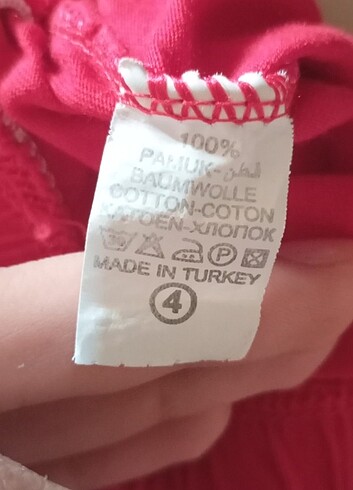 100%
PAMUK-قطن
BAUMWOLLE
COTTON-COTON
KATOEN-ХЛОПОК
P
MADE IN TURKEY
4